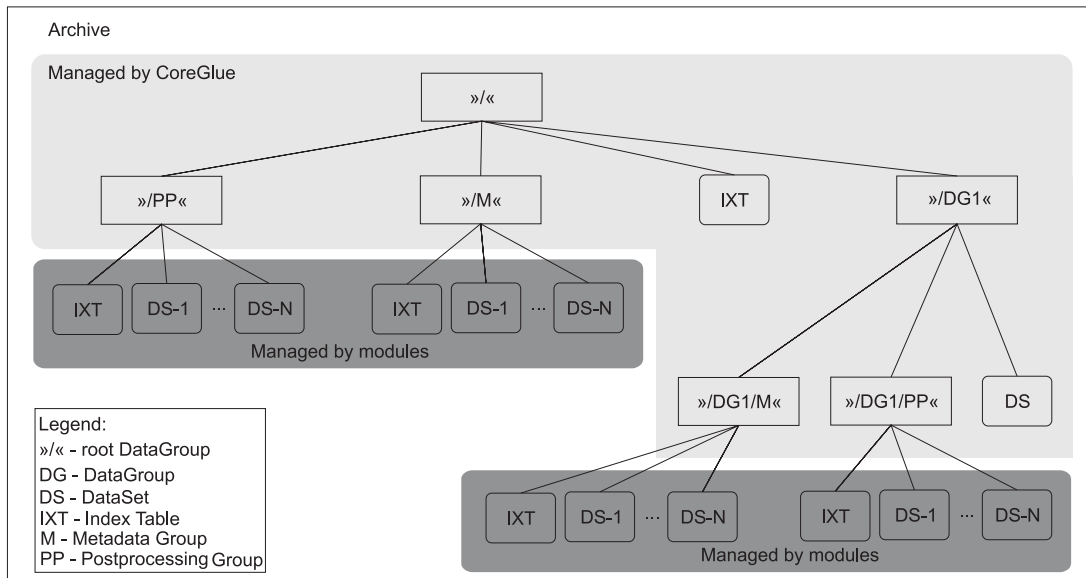 Archive
Managed by CoreGlue
»/«
»/PP«
»/M«
IXT
»/DG1«
IXT
DS-1
...
DS-N
IXT
DS-1
...
DS-N
Managed by modules
»/DG1/M«
»/DG1/PP«
DS
Legend:
»/« - root DataGroup
DG - DataGroup
DS - DataSet
IXT - Index Table
M - Metadata Group
PP - Postprocessing Group
IXT
DS-1
...
DS-N
IXT
DS-1
...
DS-N
Managed by modules